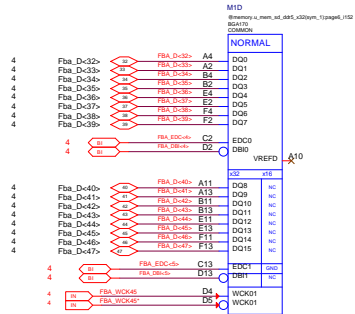 M1D
@memory.u_mem_sd_ddr5_x32(sym_1):page6_i152
BGA170
COMMON
NORMAL
4 Fba_D<32> 32 FBA_D<32> A4 DQ0
4 Fba_D<33> 33 FBA_D<33> A2 DQ1
4 Fba_D<34> 34 FBA_D<34> B4 DQ2
4 Fba_D<35> 35 FBA_D<35> B2 DQ3
4 Fba_D<36> 36 FBA_D<36> E4 DQ4
4 Fba_D<37> 37 FBA_D<37> E2 DQ5
4 Fba_D<38> 38 FBA_D<38> F4 DQ6
4 Fba_D<39> 39 FBA_D<39> F2 DQ7
4 BI FBA_EDC<4> C2 EDC0
4 BI FBA_DBI<4> D2 DBI0
VREFD A10
x32 x16
4 Fba_D<40> 40 FBA_D<40> A11 DQ8 NC
4 Fba_D<41> 41 FBA_D<41> A13 DQ9 NC
4 Fba_D<42> 42 FBA_D<42> B11 DQ10 NC
4 Fba_D<43> 43 FBA_D<43> B13 DQ11 NC
4 Fba_D<44> 44 FBA_D<44> E11 DQ12 NC
4 Fba_D<45> 45 FBA_D<45> E13 DQ13 NC
4 Fba_D<46> 46 FBA_D<46> F11 DQ14 NC
4 Fba_D<47> 47 FBA_D<47> F13 DQ15 NC
4 BI FBA_EDC<5> C13 EDC1 GND
4 BI FBA_DBI<5> D13 DBI1 NC
4 IN FBA_WCK45 D4 WCK01
4 IN FBA_WCK45* D5 WCK01